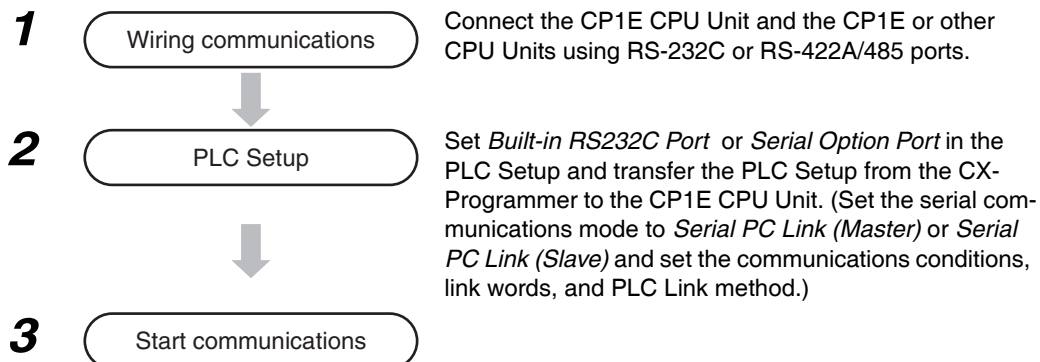 1
Wiring communications
Connect the CP1E CPU Unit and the CP1E or other
CPU Units using RS-232C or RS-422A/485 ports.
2
PLC Setup
Set Built-in RS232C Port or Serial Option Port in the
PLC Setup and transfer the PLC Setup from the CX-
Programmer to the CP1E CPU Unit. (Set the serial com-
munications mode to Serial PC Link (Master) or Serial
PC Link (Slave) and set the communications conditions,
link words, and PLC Link method.)
3
Start communications